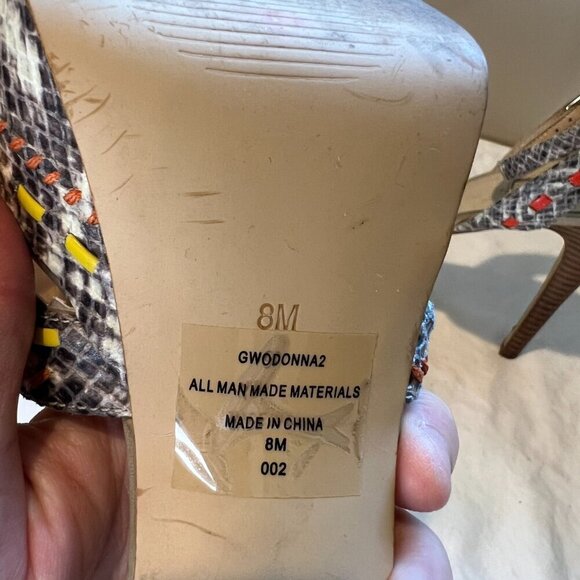 8M
GWODONNA2
ALL MAN MADE MATERIALS
MADE IN CHINA
8M
002